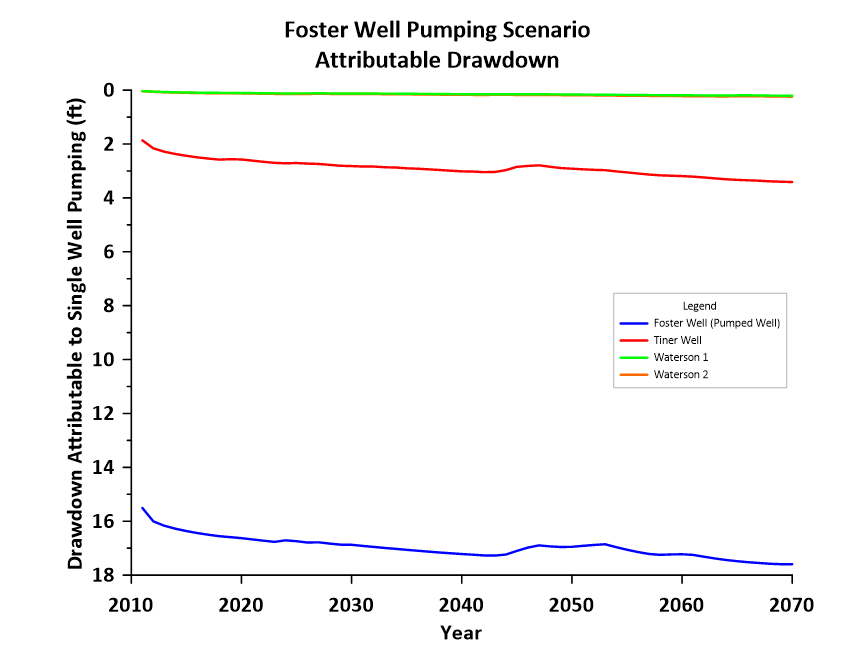 Foster Well Pumping Scenario
Attributable Drawdown
Drawdown Attributable to Single Well Pumping (ft)
0
2
4
6
8
10
12
14
16
18
Legend
Foster Well (Pumped Well)
Tiner Well
Waterson 1
Waterson 2
2010 2020 2030 2040 2050 2060 2070
Year